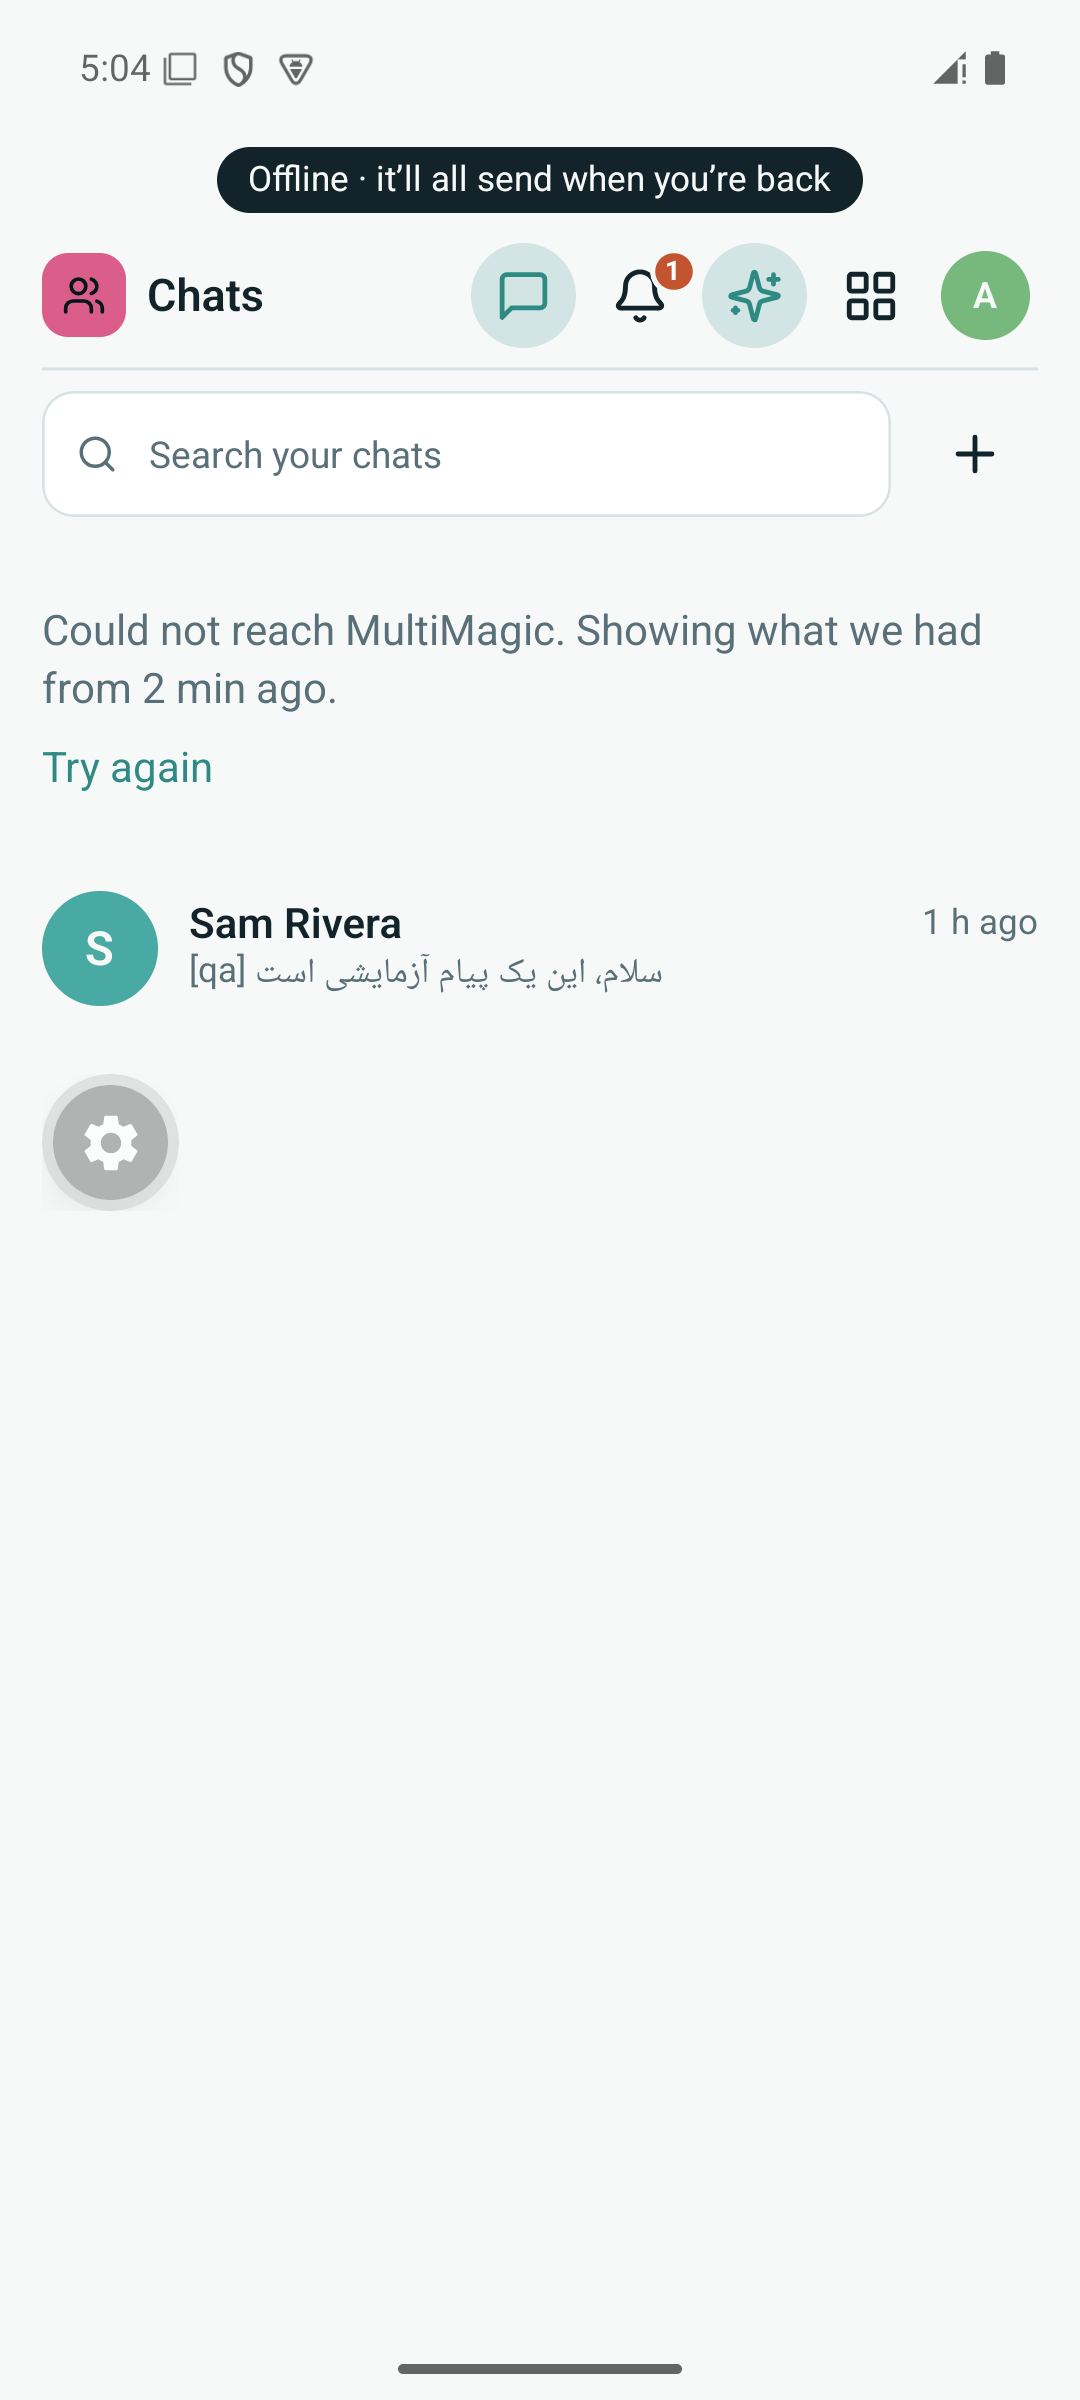 5:04
Offline · it’ll all send when you’re back
Chats
1
A
Search your chats
Could not reach MultiMagic. Showing what we had
from 2 min ago.
Try again
S
Sam Rivera
1 h ago
[qa] سلام، این یک پیام آزمایشی است